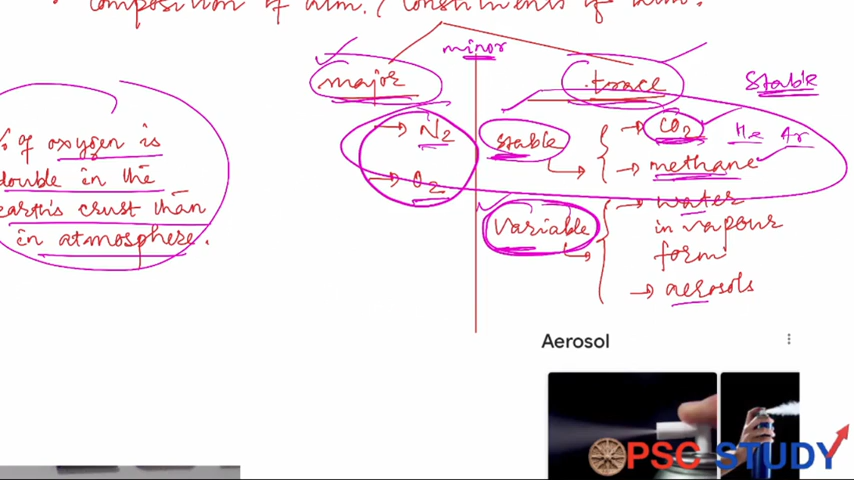 composition of atm. / constituents of atm.
minor
major
trace
stable
% of oxygen is
double in the
earth's crust than
in atmosphere.
→ N2
→ O2
stable
→ CO2
He Ar
→ methane
variable
→ water
in vapour
form
→ aerosols
Aerosol
OPSC STUDY